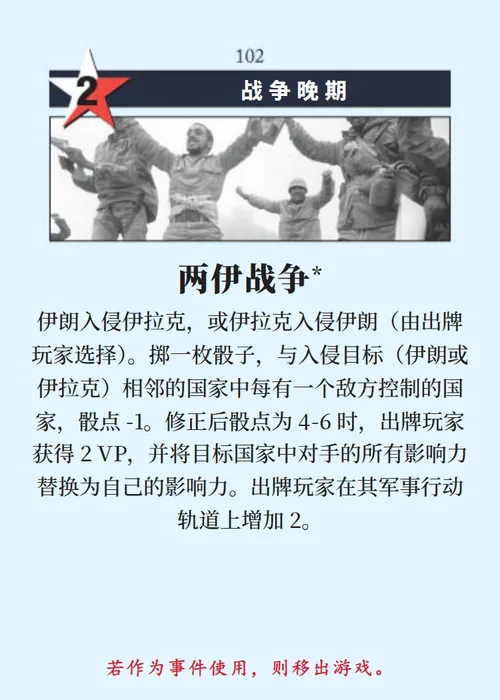 102
2
战争晚期
两伊战争*
伊朗入侵伊拉克，或伊拉克入侵伊朗（由出牌
玩家选择）。掷一枚骰子，与入侵目标（伊朗或
伊拉克）相邻的国家中每有一个敌方控制的国
家，骰点 -1。修正后骰点为 4-6 时，出牌玩家
获得 2 VP，并将目标国家中对手的所有影响力
替换为自己的影响力。出牌玩家在其军事行动
轨道上增加 2。
若作为事件使用，则移出游戏。